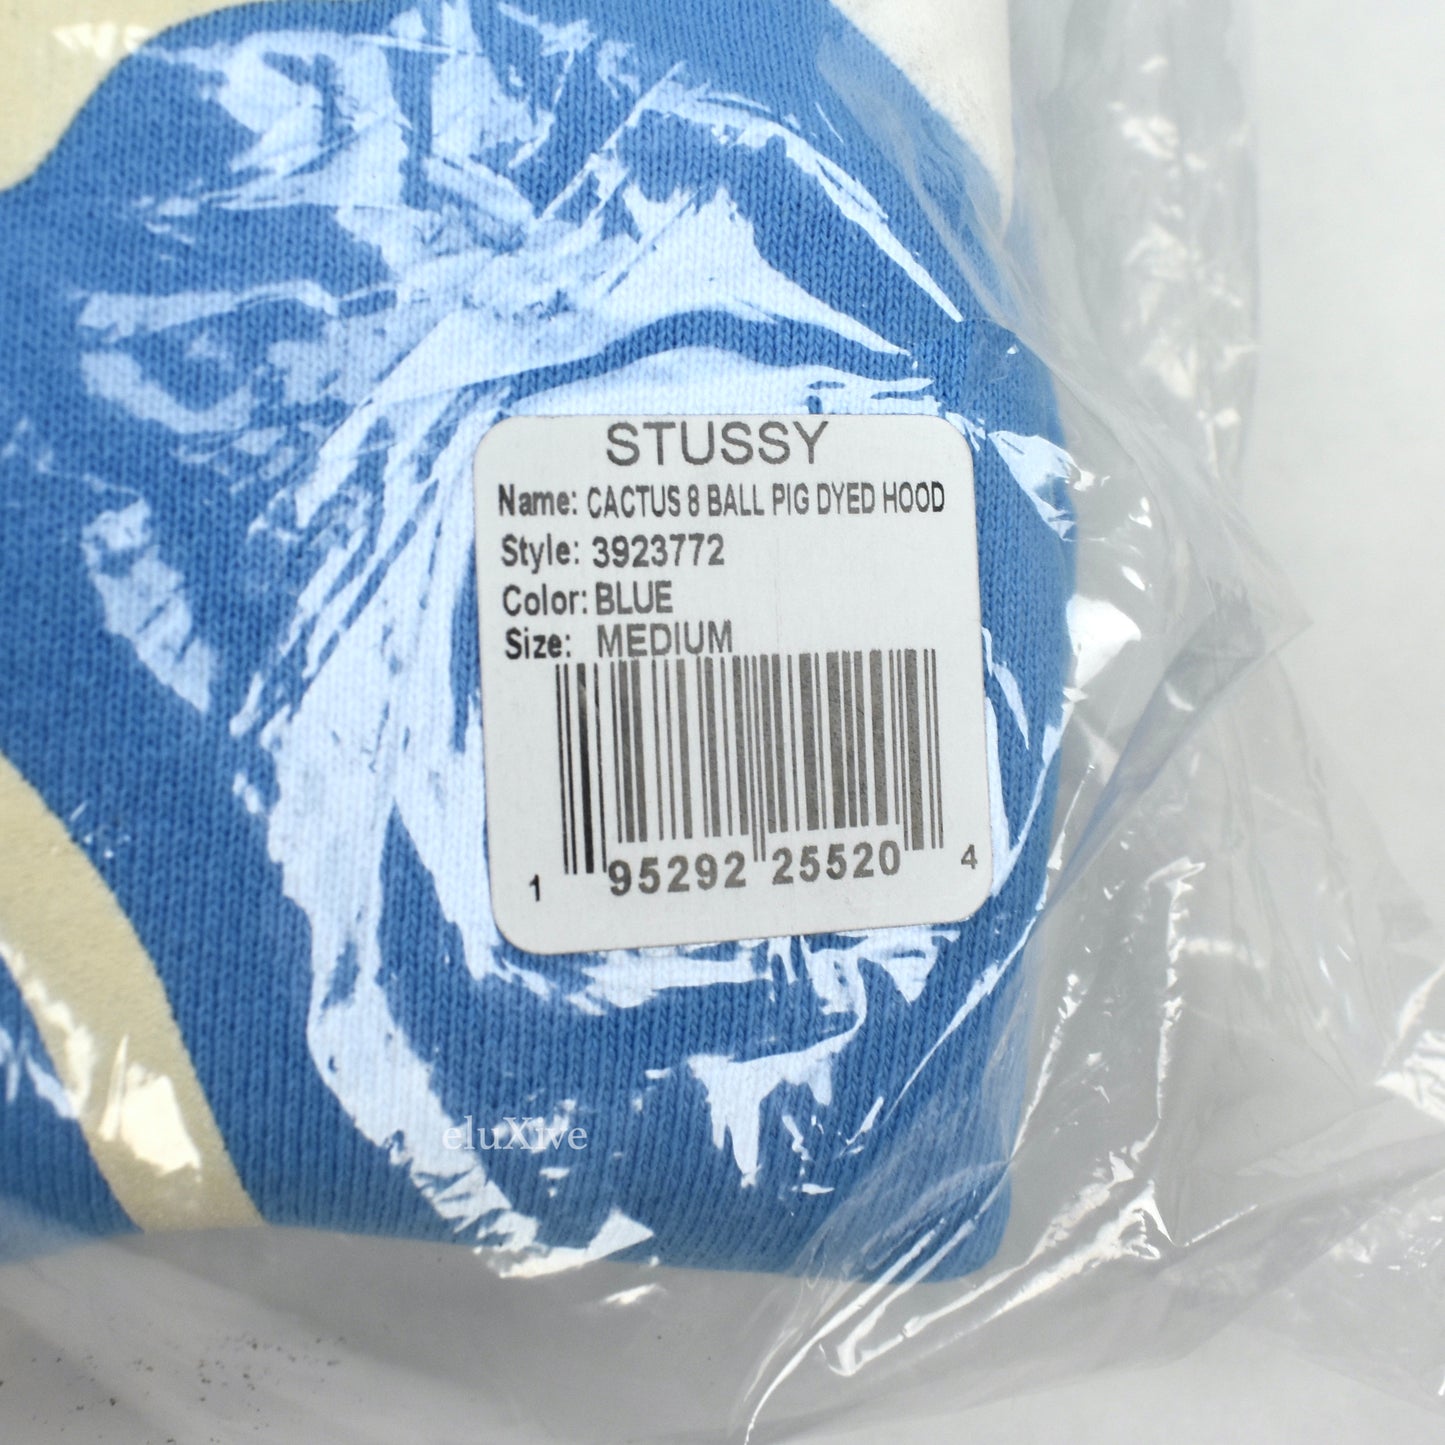 STUSSY
Name: CACTUS 8 BALL PIG DYED HOOD
Style: 3923772
Color: BLUE
Size: MEDIUM
1 95292 25520 4
eluXive